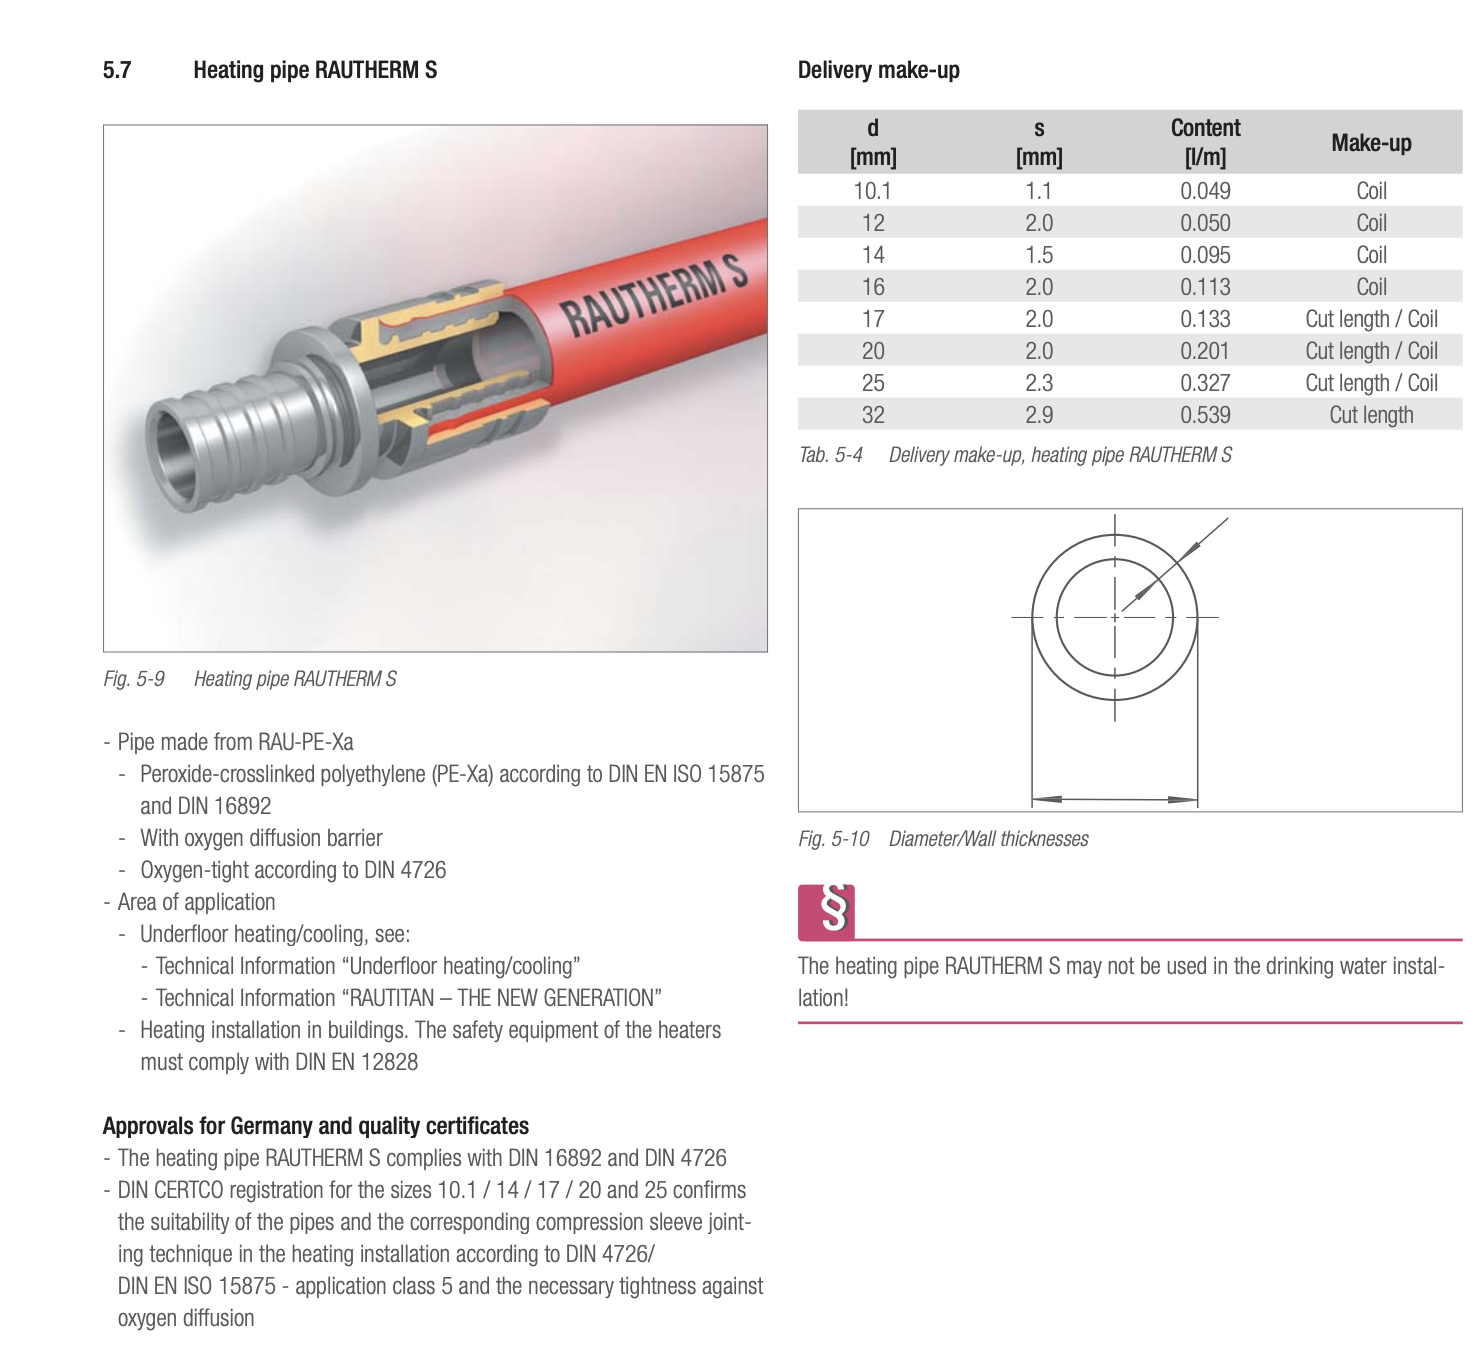 5.7 Heating pipe RAUTHERM S
RAUTHERM S
Fig. 5-9 Heating pipe RAUTHERM S
- Pipe made from RAU-PE-Xa
- Peroxide-crosslinked polyethylene (PE-Xa) according to DIN EN ISO 15875
and DIN 16892
- With oxygen diffusion barrier
- Oxygen-tight according to DIN 4726
- Area of application
- Underfloor heating/cooling, see:
- Technical Information “Underfloor heating/cooling”
- Technical Information “RAUTITAN – THE NEW GENERATION”
- Heating installation in buildings. The safety equipment of the heaters
must comply with DIN EN 12828
Approvals for Germany and quality certificates
- The heating pipe RAUTHERM S complies with DIN 16892 and DIN 4726
- DIN CERTCO registration for the sizes 10.1 / 14 / 17 / 20 and 25 confirms
the suitability of the pipes and the corresponding compression sleeve joint-
ing technique in the heating installation according to DIN 4726/
DIN EN ISO 15875 - application class 5 and the necessary tightness against
oxygen diffusion
Delivery make-up
d [mm] s [mm] Content [l/m] Make-up
10.1 1.1 0.049 Coil
12 2.0 0.050 Coil
14 1.5 0.095 Coil
16 2.0 0.113 Coil
17 2.0 0.133 Cut length / Coil
20 2.0 0.201 Cut length / Coil
25 2.3 0.327 Cut length / Coil
32 2.9 0.539 Cut length
Tab. 5-4 Delivery make-up, heating pipe RAUTHERM S
Fig. 5-10 Diameter/Wall thicknesses
§
The heating pipe RAUTHERM S may not be used in the drinking water instal-
lation!